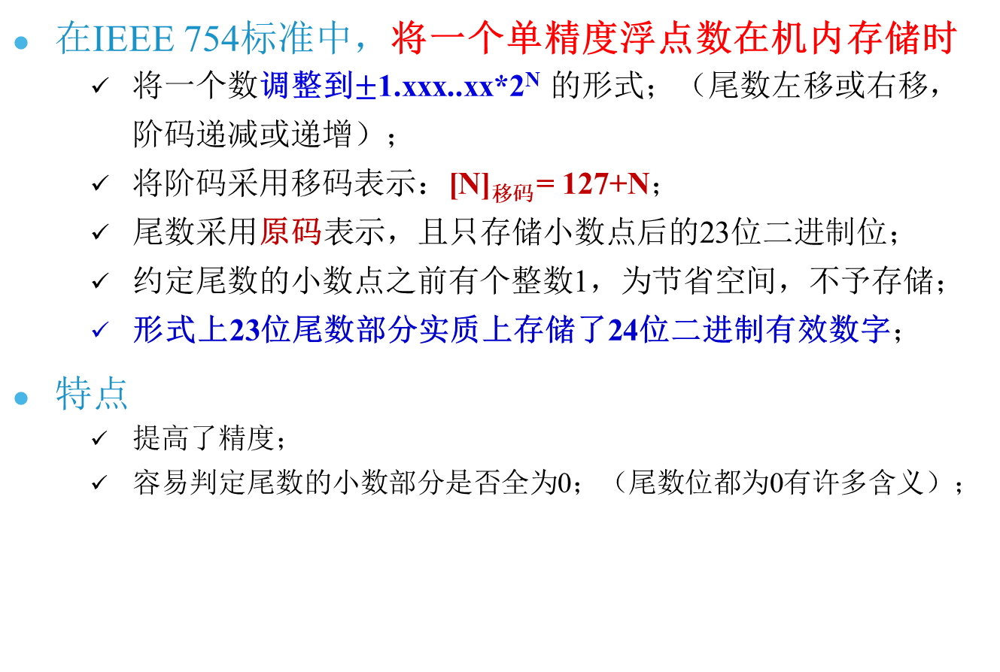 在IEEE 754标准中，将一个单精度浮点数在机内存储时
将一个数调整到±1.xxx..xx*2ᴺ 的形式；（尾数左移或右移，
阶码递减或递增）；
将阶码采用移码表示：[N]移码= 127+N；
尾数采用原码表示，且只存储小数点后的23位二进制位；
约定尾数的小数点之前有个整数1，为节省空间，不予存储；
形式上23位尾数部分实质上存储了24位二进制有效数字；
特点
提高了精度；
容易判定尾数的小数部分是否全为0；（尾数位都为0有许多含义）；